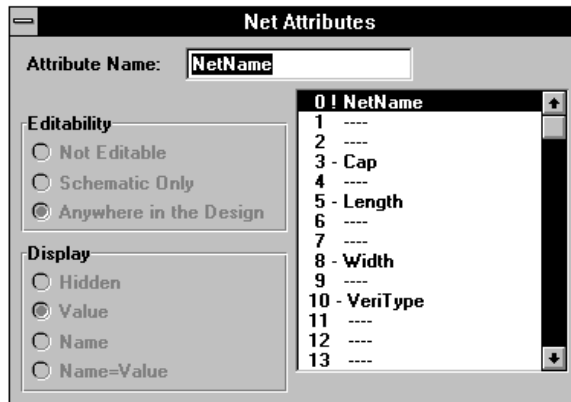 Net Attributes
Attribute Name: NetName
Editability
Not Editable
Schematic Only
Anywhere in the Design
Display
Hidden
Value
Name
Name=Value
0 ! NetName
1 ----
2 ----
3 - Cap
4 ----
5 - Length
6 ----
7 ----
8 - Width
9 ----
10 - VeriType
11 ----
12 ----
13 ----